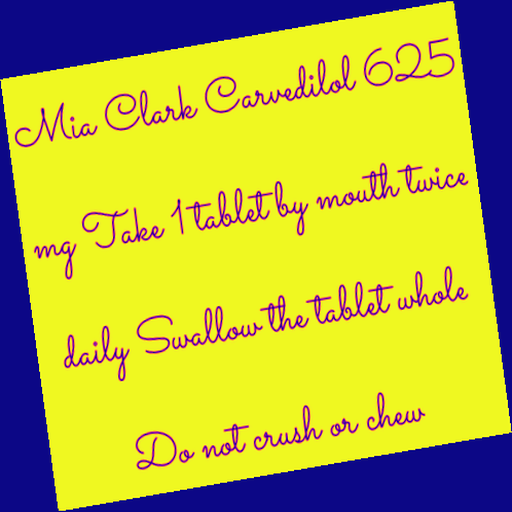 Mia Clark Carvedilol 625
mg Take 1 tablet by mouth twice
daily Swallow the tablet whole
Do not crush or chew